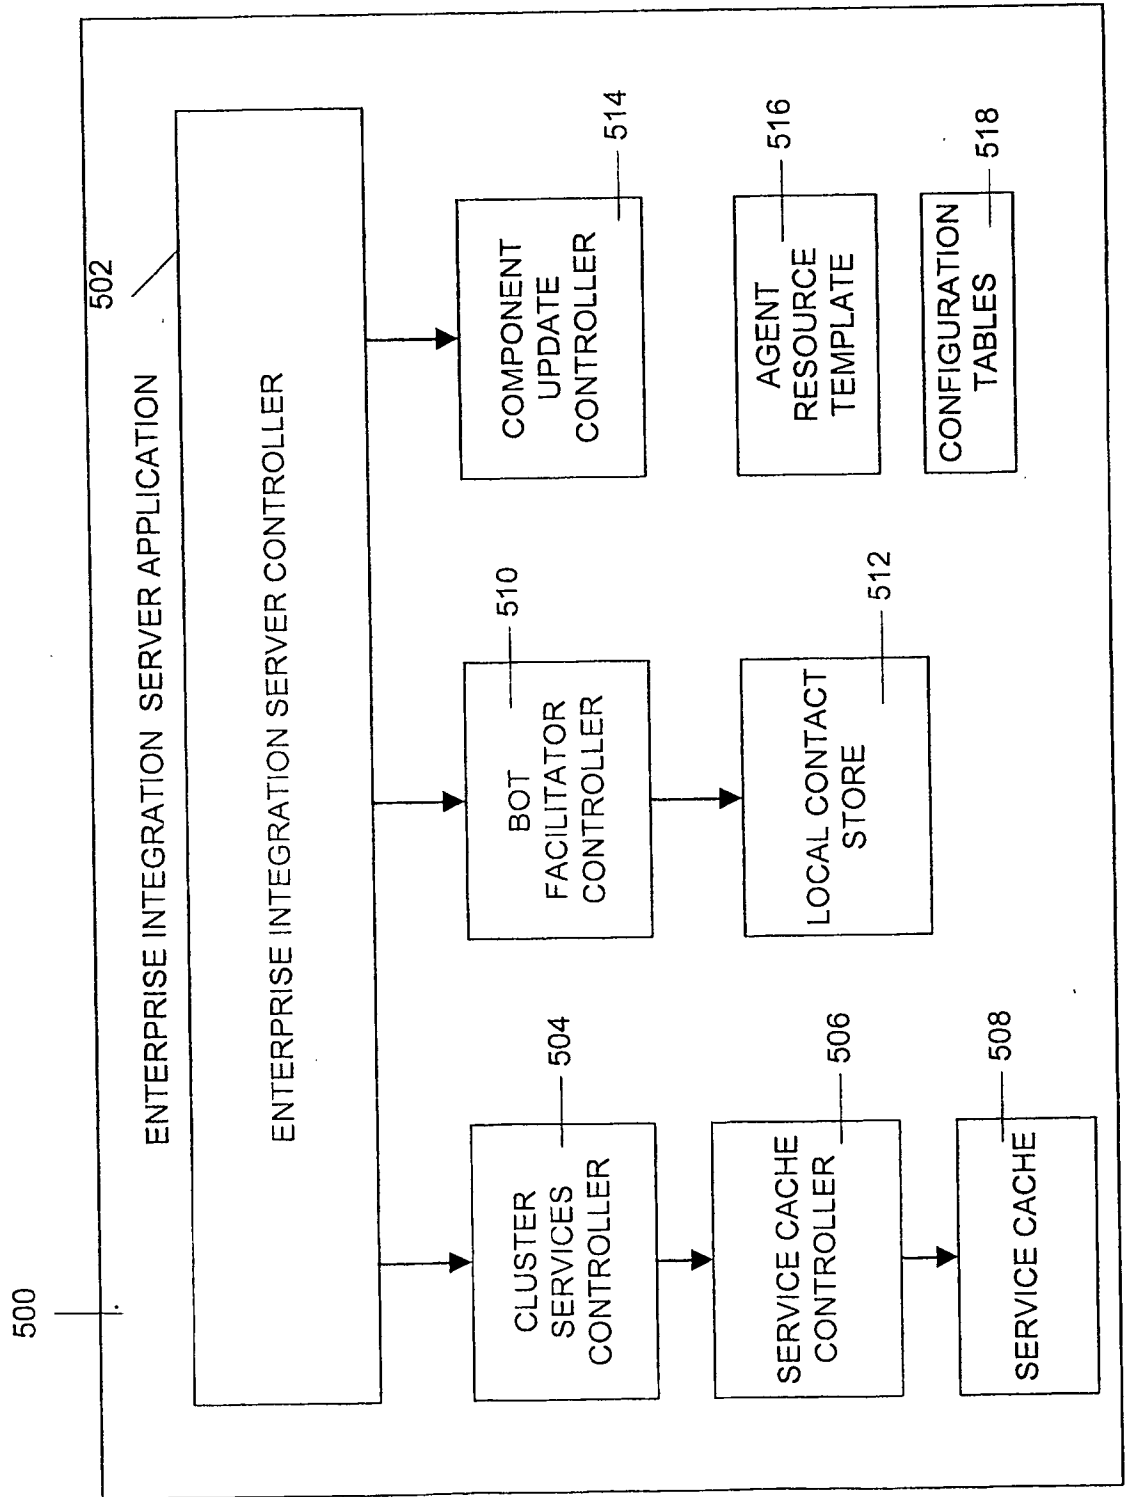 500
ENTERPRISE INTEGRATION SERVER APPLICATION
502
ENTERPRISE INTEGRATION SERVER CONTROLLER
CLUSTER
SERVICES
CONTROLLER
504
SERVICE CACHE
CONTROLLER
506
SERVICE CACHE
508
BOT
FACILITATOR
CONTROLLER
510
LOCAL CONTACT
STORE
512
COMPONENT
UPDATE
CONTROLLER
514
AGENT
RESOURCE
TEMPLATE
516
CONFIGURATION
TABLES
518